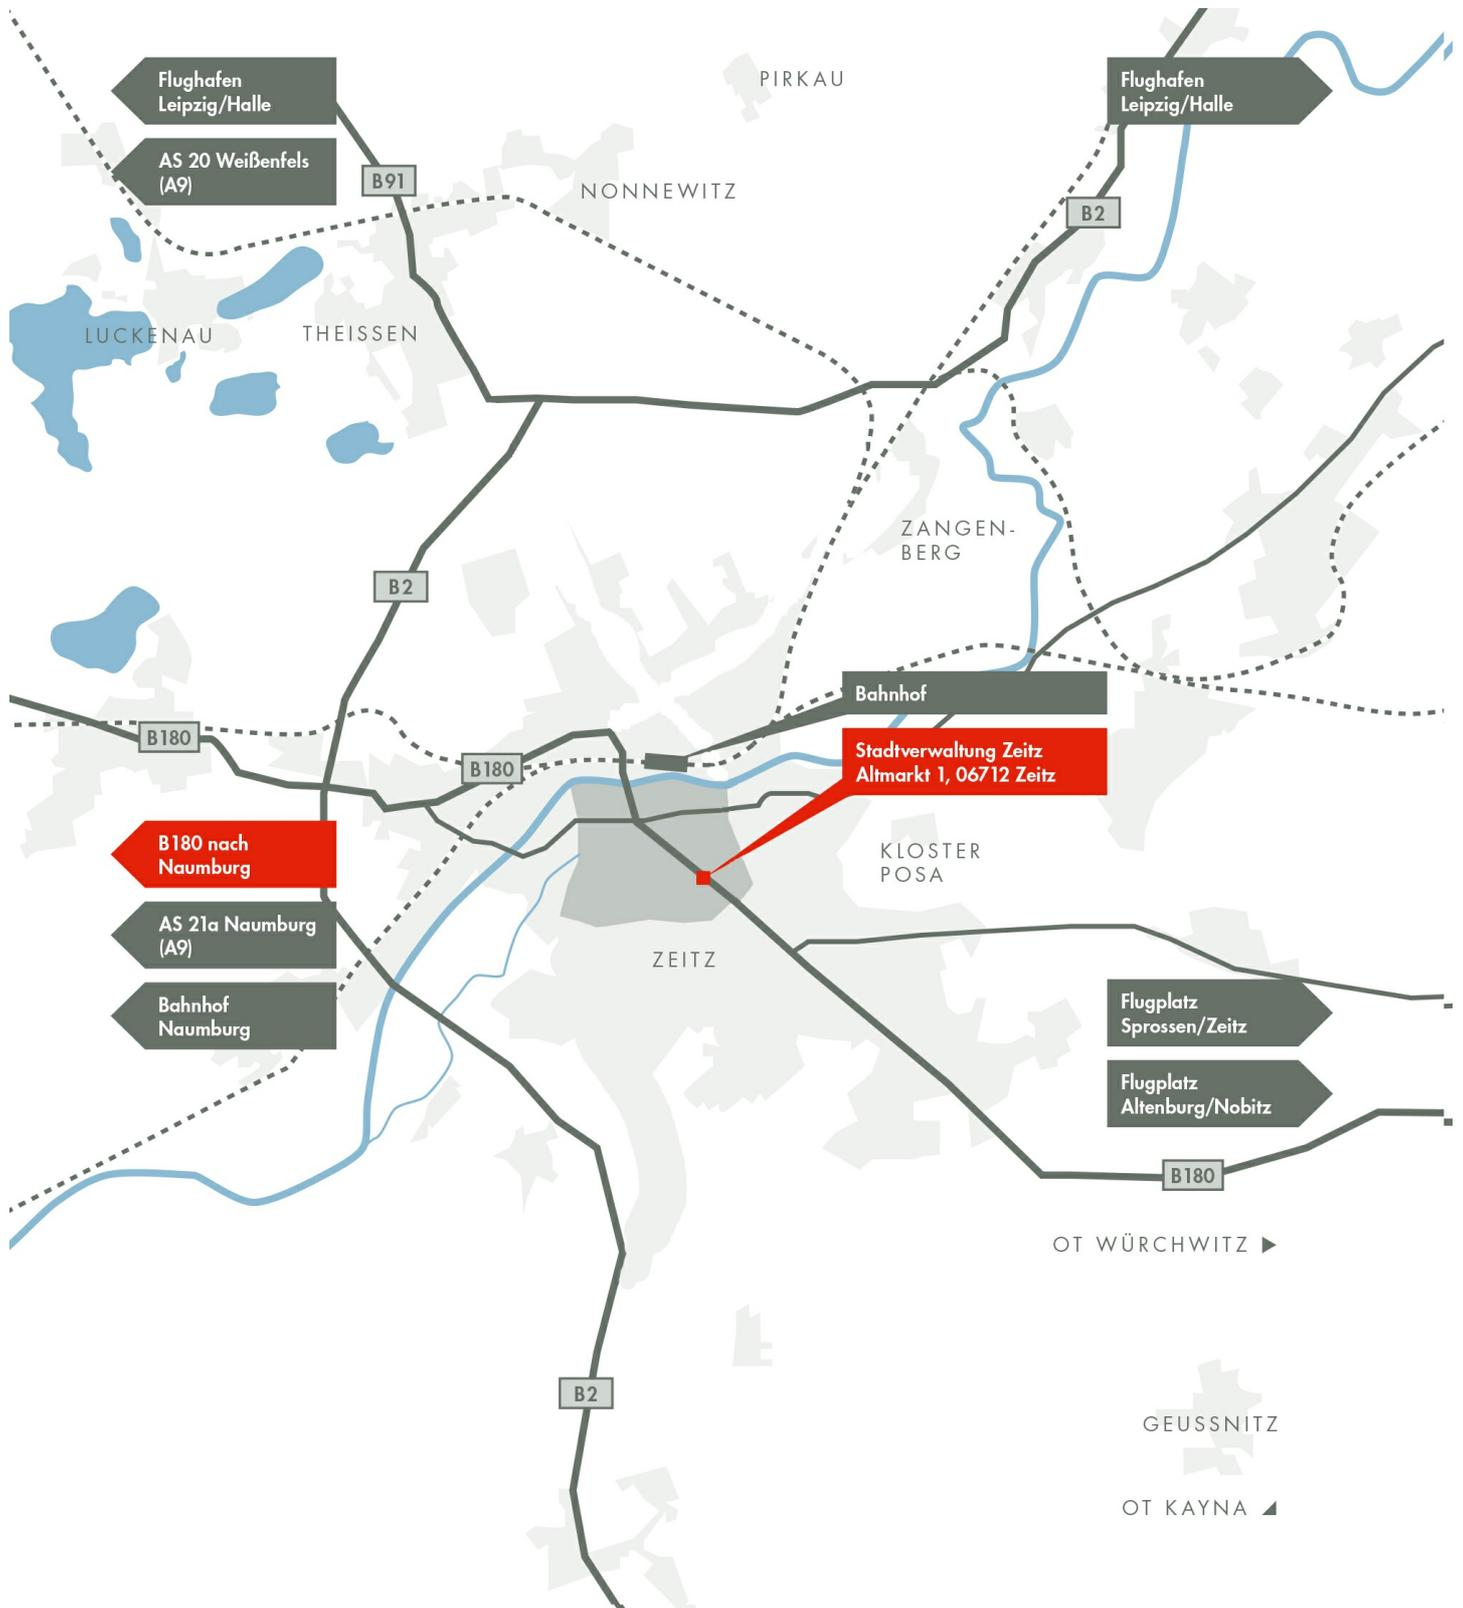 Flughafen
Leipzig/Halle
AS 20 Weißenfels
(A9)
B91
PIRKAU
NONNEWITZ
Flughafen
Leipzig/Halle
B2
LUCKENAU
THEISSEN
ZANGEN-
BERG
B2
B180
B180
Bahnhof
Stadtverwaltung Zeitz
Altmarkt 1, 06712 Zeitz
B180 nach
Naumburg
AS 21a Naumburg
(A9)
Bahnhof
Naumburg
KLOSTER
POSA
ZEITZ
Flugplatz
Sprossen/Zeitz
Flugplatz
Altenburg/Nobitz
B180
OT WÜRCHWITZ
B2
GEUSSNITZ
OT KAYNA